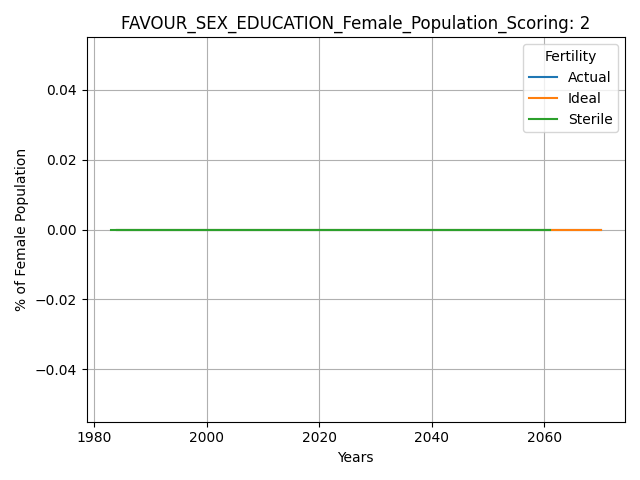 FAVOUR_SEX_EDUCATION_Female_Population_Scoring: 2
Fertility
Actual
Ideal
Sterile
0.04
0.02
0.00
−0.02
−0.04
% of Female Population
1980
2000
2020
2040
2060
Years